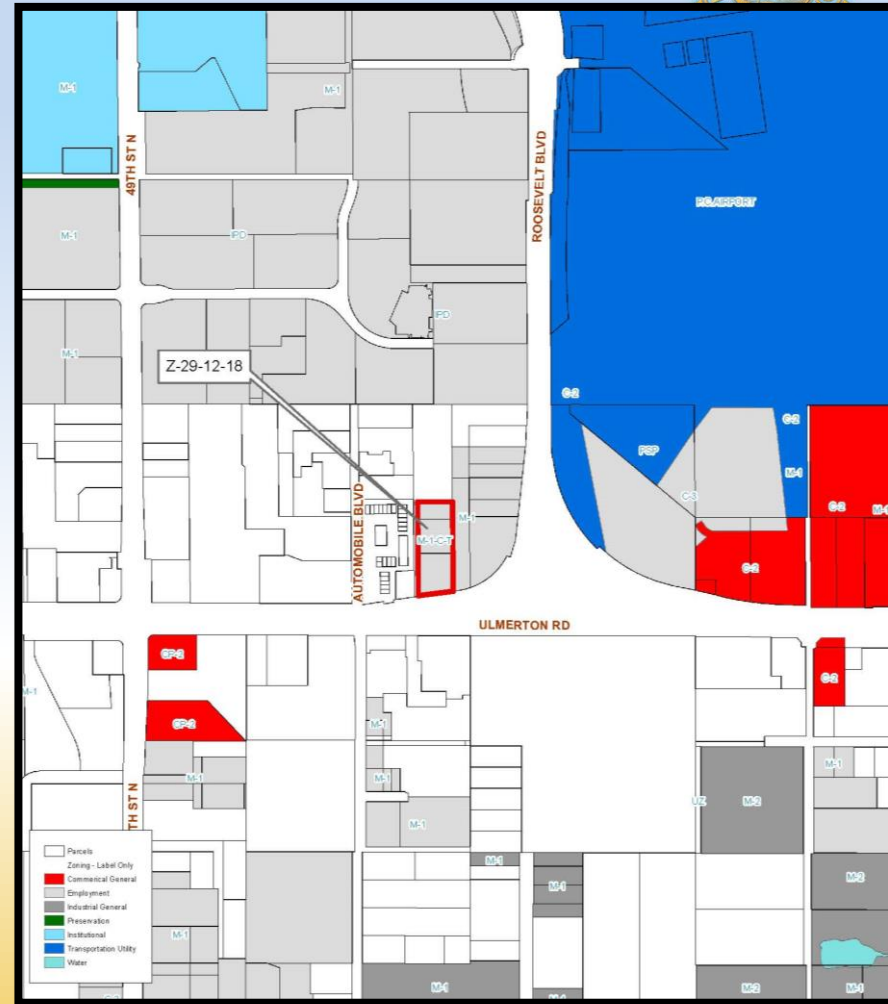 M-1
M-1
49TH ST N
ROOSEVELT BLVD
P.C.AIRPORT
M-1
IPD
IPD
M-1
Z-29-12-18
C-2
C-2
PSP
M-1
C-3
C-2
M-1
AUTOMOBILE BLVD
M-1
M-1-C-T
C-2
ULMERTON RD
CP-2
C-2
M-1
CP-2
M-1
M-1
M-1
M-1
M-1
UZ
M-2
TH ST N
Parcels
Zoning - Label Only
Commerical General
Employment
Industrial General
Preservation
Institutional
Transportation Utility
Water
M-1
M-1
M-2
M-1
M-1
M-2
M-1